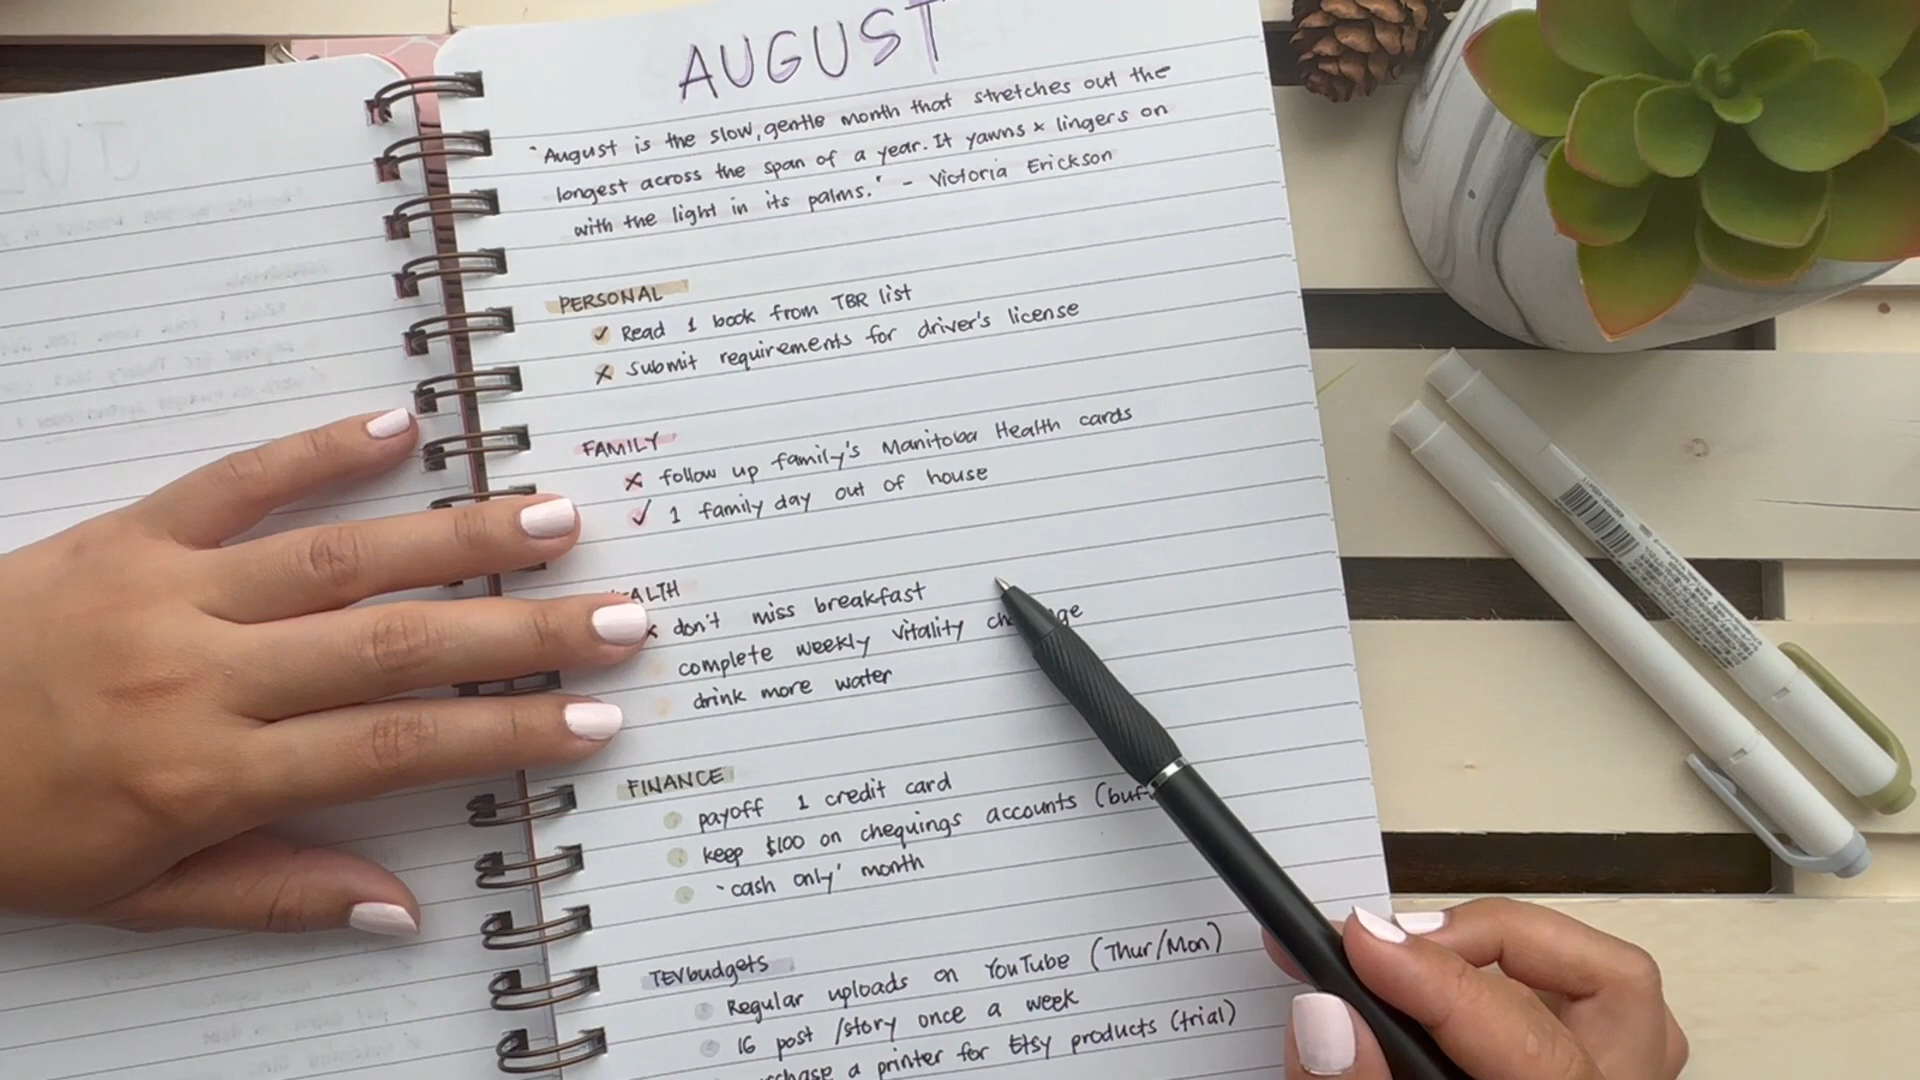 AUGUST
"August is the slow, gentle month that stretches out the
longest across the span of a year. It yawns & lingers on
with the light in its palms." - Victoria Erickson
PERSONAL
✓ Read 1 book from TBR list
✗ Submit requirements for driver's license
FAMILY
✗ follow up family's Manitoba Health cards
✓ 1 family day out of house
ALTH
✗ don't miss breakfast
complete weekly vitality
drink more water
FINANCE
payoff 1 credit card
keep $100 on chequings accounts (buf
'cash only' month
TEVbudgets
Regular uploads on YouTube (Thur/Mon)
IG post /story once a week
chase a printer for Etsy products (trial)